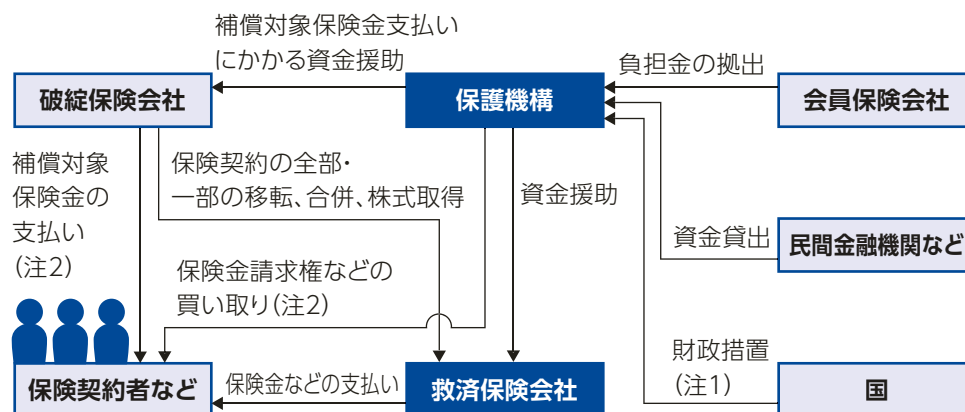 補償対象保険金支払い
にかかる資金援助
負担金の拠出
破綻保険会社
保護機構
会員保険会社
補償対象
保険金の
支払い
(注2)
保険契約の全部・
一部の移転、合併、株式取得
資金援助
資金貸出
民間金融機関など
保険金請求権などの
買い取り(注2)
財政措置
(注1)
保険契約者など
保険金などの支払い
救済保険会社
国